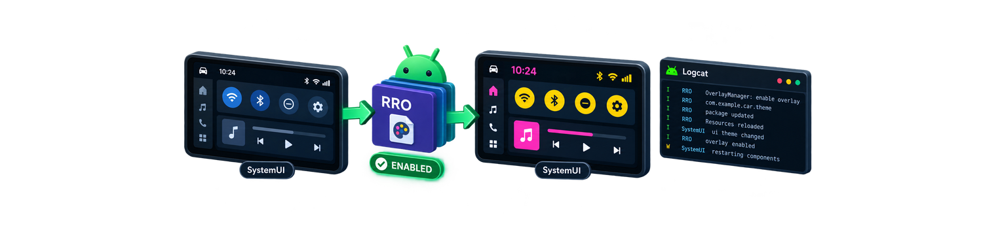 10:24
SystemUI
RRO
ENABLED
10:24
SystemUI
Logcat
I RRO OverlayManager: enable overlay
I RRO com.example.car.theme
I RRO package updated
I RRO Resources reloaded
I SystemUI ui theme changed
I RRO overlay enabled
W SystemUI restarting components